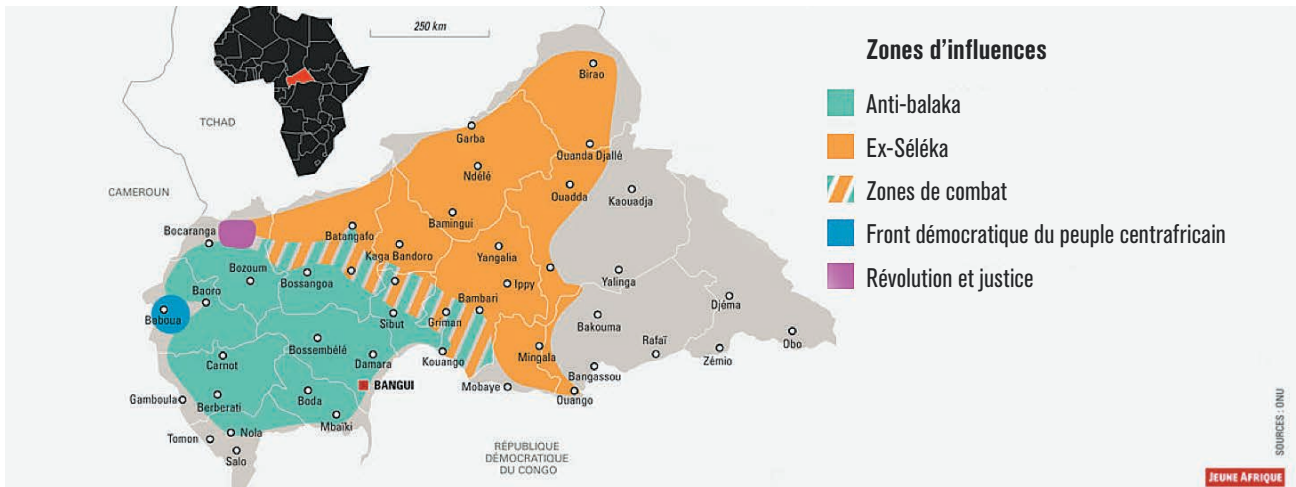 250 km
TCHAD
CAMEROUN
Birao
Garba
Ouanda Djallé
Ndélé
Ouadda
Kaouadja
Bamingui
Bocaranga
Batangafo
Kaga Bandoro
Yangalia
Bozoum
Bossangoa
Ippy
Yalinga
Baoro
Bambari
Djéma
Baboua
Sibut
Griman
Bakouma
Obo
Bossembélé
Rafaï
Zémio
Carnot
Damara
Kouango
Mingala
Bangassou
BANGUI
Mobaye
Ouango
Gamboula
Berberati
Boda
Mbaïki
Tomon
Nola
Salo
RÉPUBLIQUE
DÉMOCRATIQUE
DU CONGO
Zones d'influences
Anti-balaka
Ex-Séléka
Zones de combat
Front démocratique du peuple centrafricain
Révolution et justice
SOURCES : ONU
JEUNE AFRIQUE